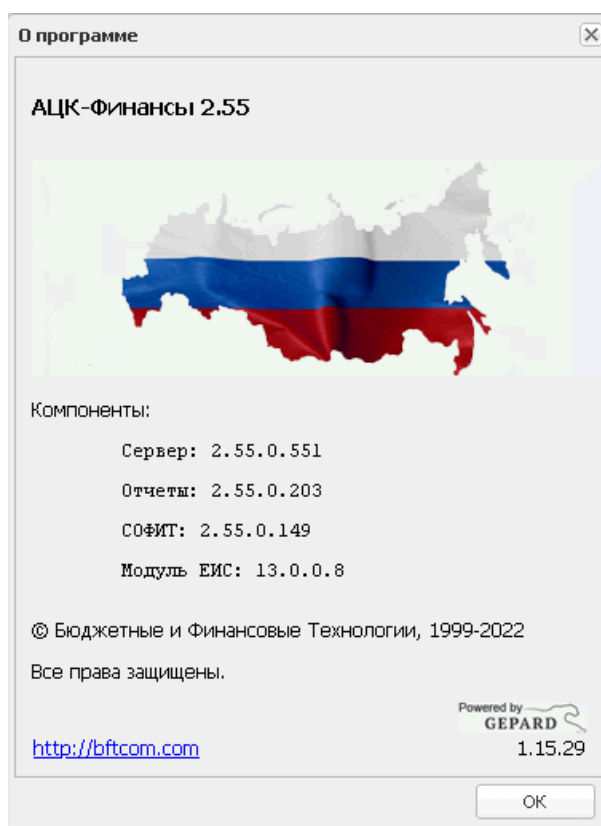 О программе
АЦК-Финансы 2.55
Компоненты:
Сервер: 2.55.0.551
Отчеты: 2.55.0.203
СОФИТ: 2.55.0.149
Модуль ЕИС: 13.0.0.8
© Бюджетные и Финансовые Технологии, 1999-2022
Все права защищены.
Powered by
GEPARD
http://bftcom.com 1.15.29
ОК